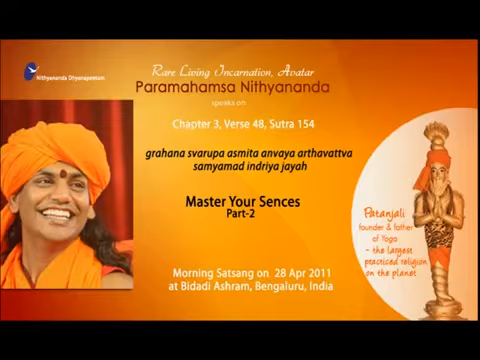 Nithyananda Dhyanapeetam
Rare Living Incarnation, Avatar
Paramahamsa Nithyananda
speaks on
Chapter 3, Verse 48, Sutra 154
grahana svarupa asmita anvaya arthavattva
samyamad indriya jayah
Master Your Sences
Part-2
Patanjali
founder & father
of Yoga
- the largest
practiced religion
on the planet
Morning Satsang on 28 Apr 2011
at Bidadi Ashram, Bengaluru, India